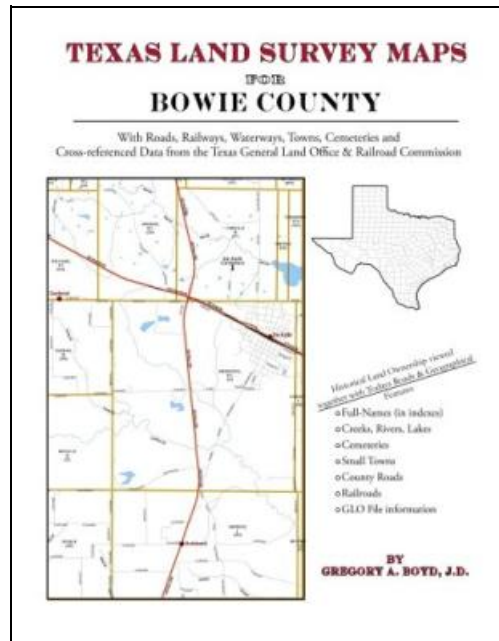 TEXAS LAND SURVEY MAPS
FOR
BOWIE COUNTY
With Roads, Railways, Waterways, Towns, Cemeteries and
Cross-referenced Data from the Texas General Land Office & Railroad Commission
Historical Land Ownership viewed
together with Todays Roads & Geographical
Features
Full-Names (in indexes)
Creeks, Rivers, Lakes
Cemeteries
Small Towns
County Roads
Railroads
GLO File information
BY
GREGORY A. BOYD, J.D.